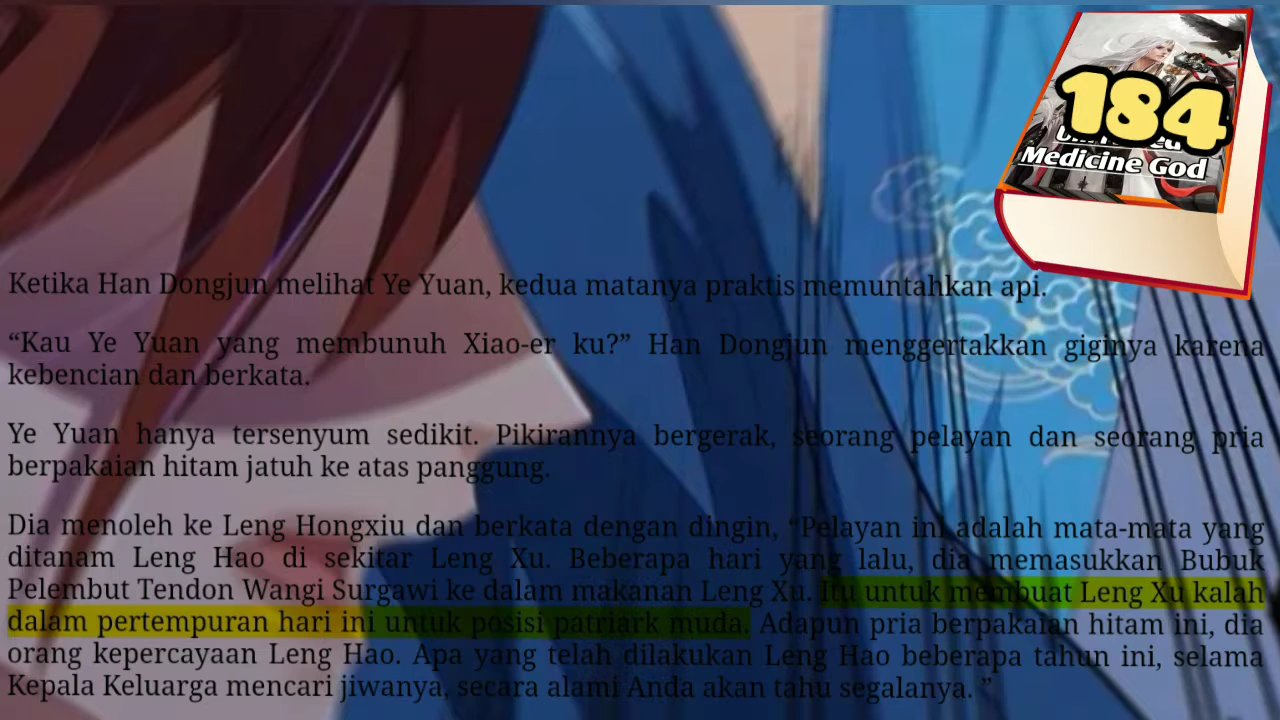 184
Medicine God
Ketika Han Dongjun melihat Ye Yuan, kedua matanya praktis memuntahkan api.
“Kau Ye Yuan yang membunuh Xiao-er ku?” Han Dongjun menggertakkan giginya karena
kebencian dan berkata.
Ye Yuan hanya tersenyum sedikit. Pikirannya bergerak, seorang pelayan dan seorang pria
berpakaian hitam jatuh ke atas panggung.
Dia menoleh ke Leng Hongxiu dan berkata dengan dingin, “Pelayan ini adalah mata-mata yang
ditanam Leng Hao di sekitar Leng Xu. Beberapa hari yang lalu, dia memasukkan Bubuk
Pelembut Tendon Wangi Surgawi ke dalam makanan Leng Xu. Itu untuk membuat Leng Xu kalah
dalam pertempuran hari ini untuk posisi patriark muda. Adapun pria berpakaian hitam ini, dia
orang kepercayaan Leng Hao. Apa yang telah dilakukan Leng Hao beberapa tahun ini, selama
Kepala Keluarga mencari jiwanya, secara alami Anda akan tahu segalanya. ”